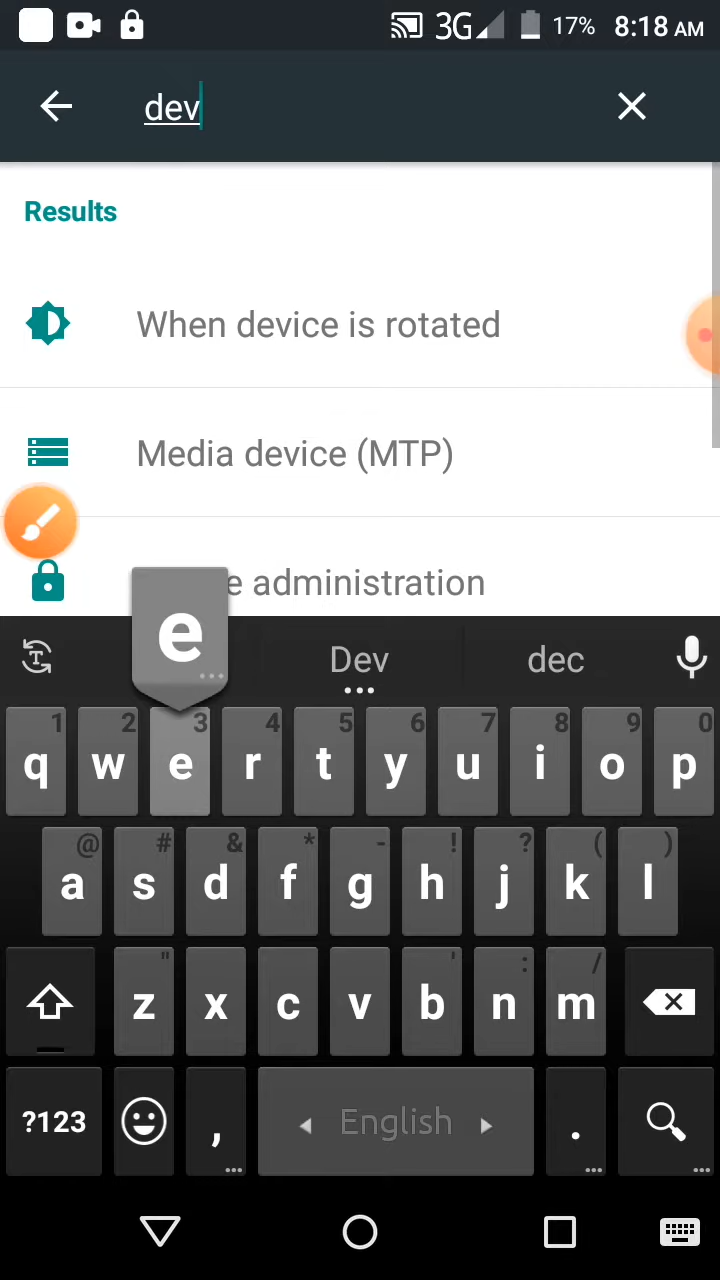 3G 17% 8:18 AM
dev
Results
When device is rotated
Media device (MTP)
e administration
e
Dev dec
1 2 3 4 5 6 7 8 9 0
q w e r t y u i o p
@ # & * - ! ? ( )
a s d f g h j k l
" ' : /
z x c v b n m
?123 , English .